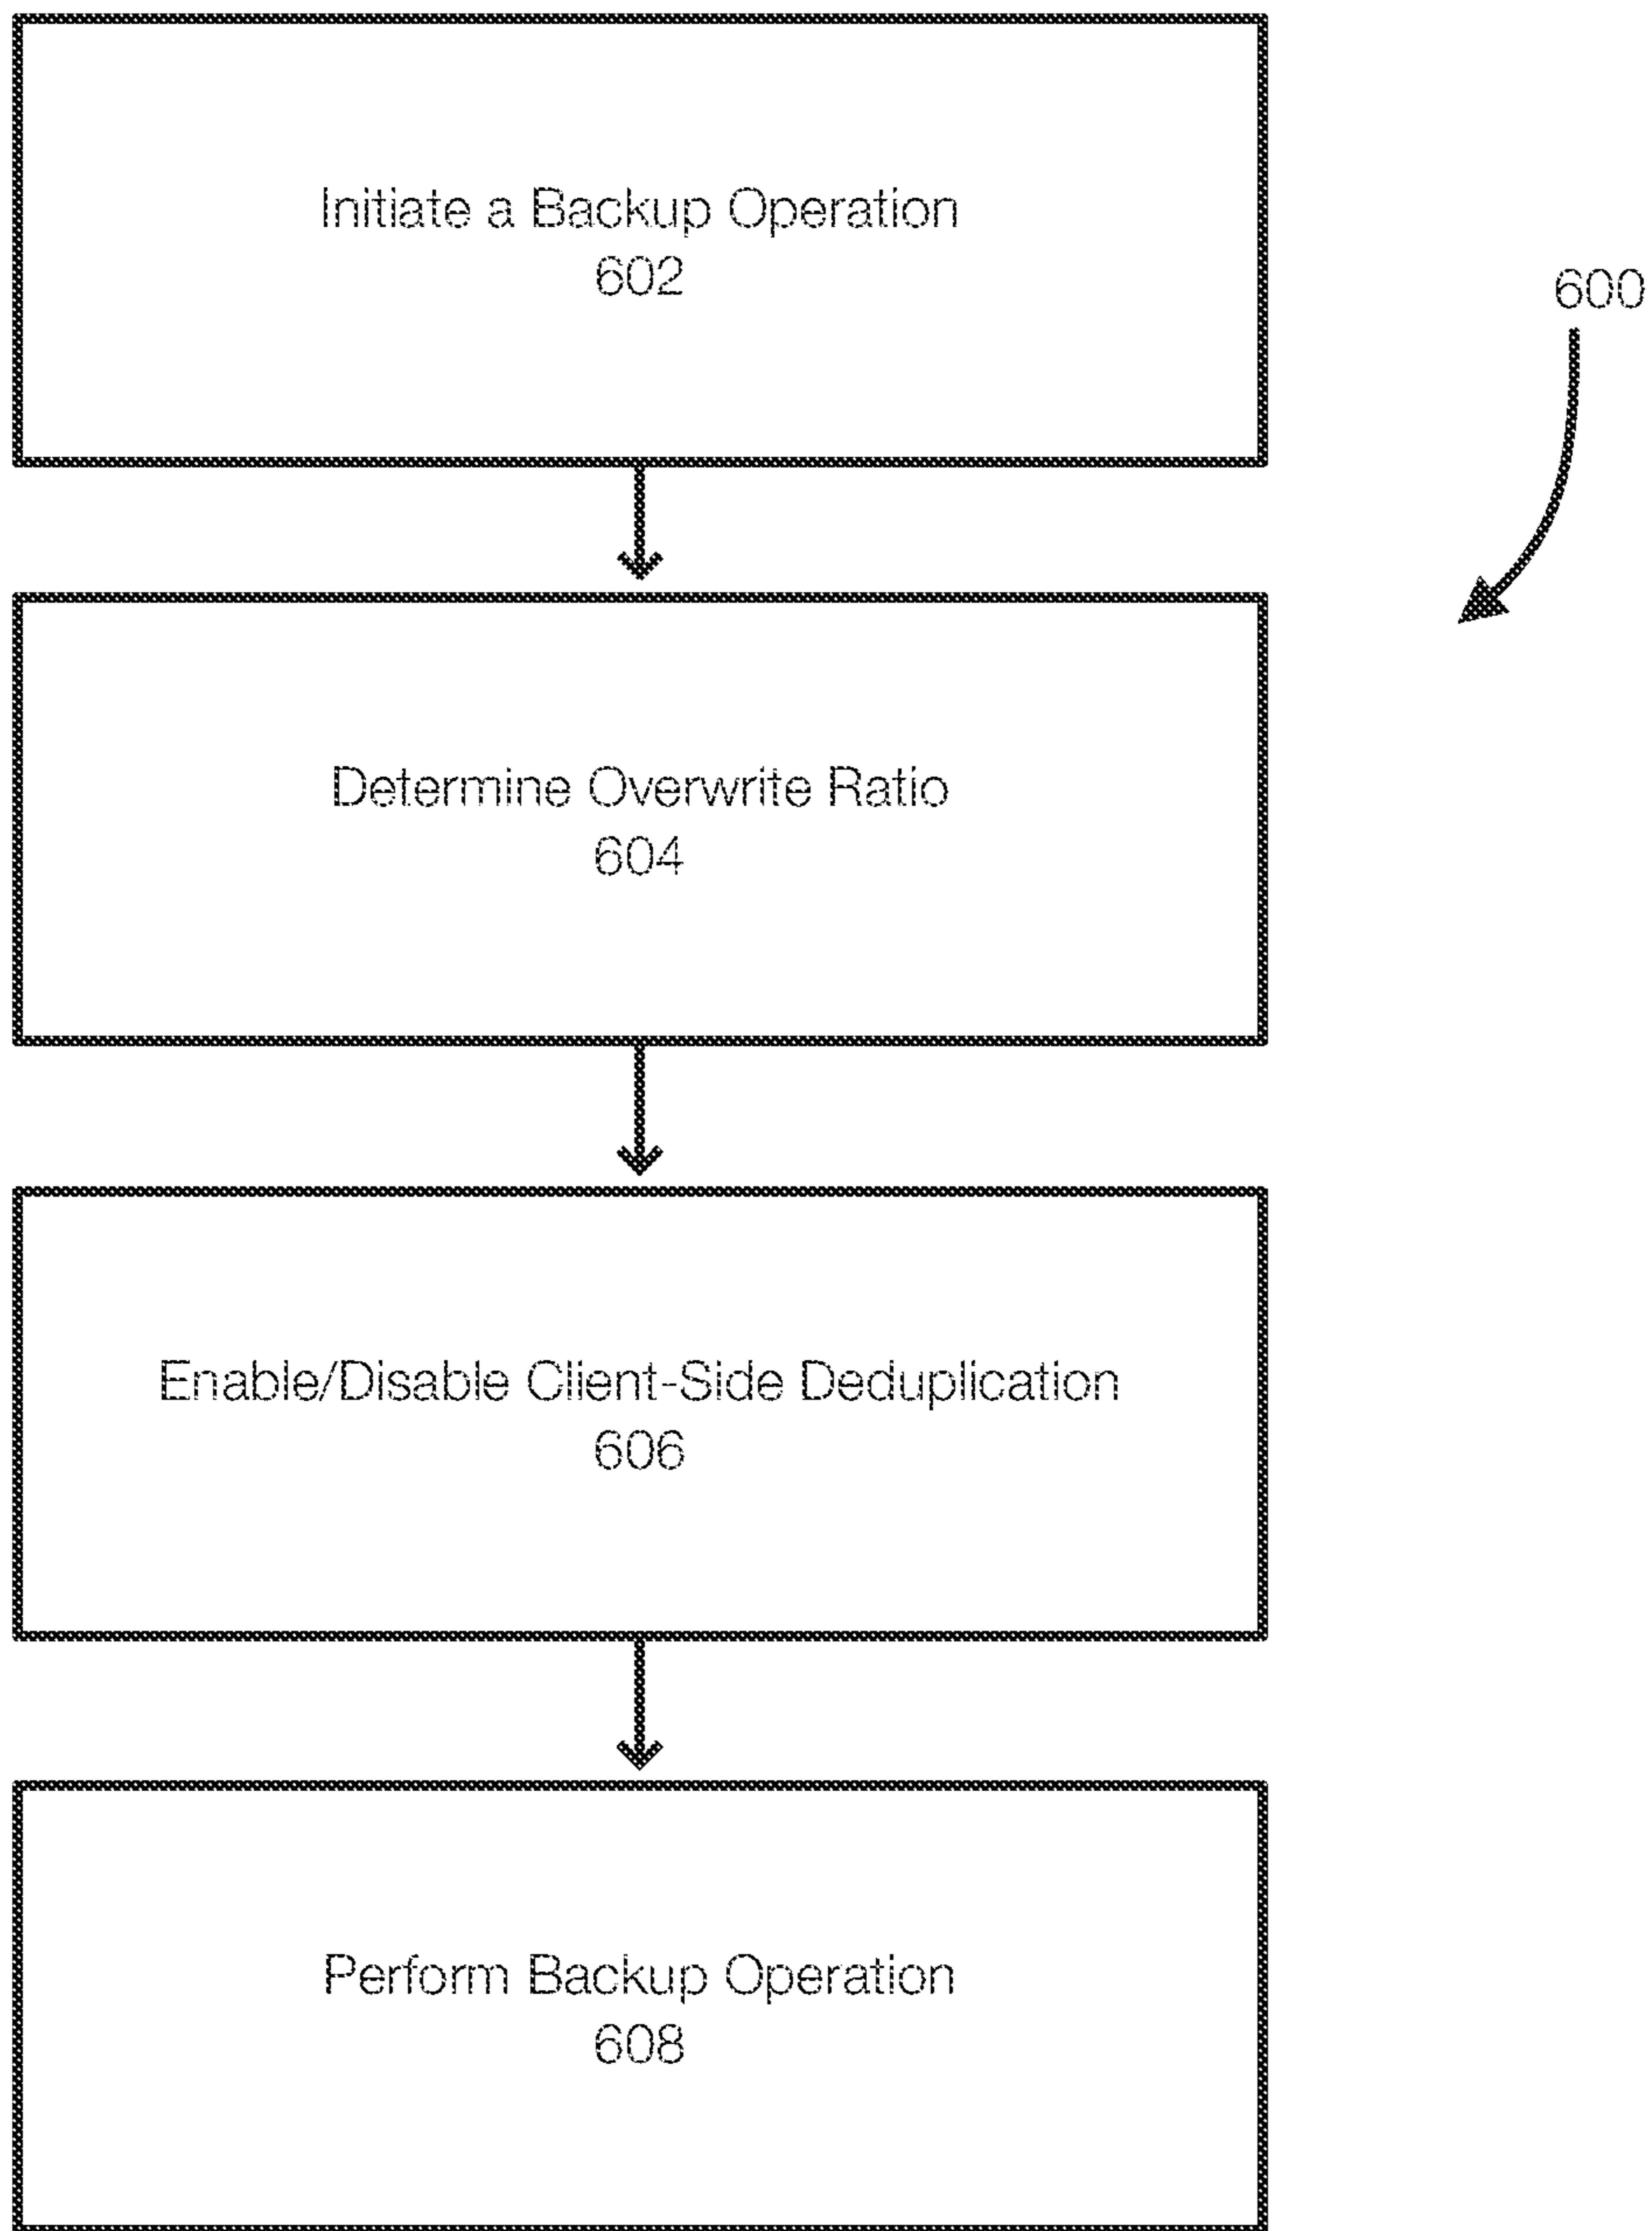 Initiate a Backup Operation
602
600
Determine Overwrite Ratio
604
Enable/Disable Client-Side Deduplication
606
Perform Backup Operation
608